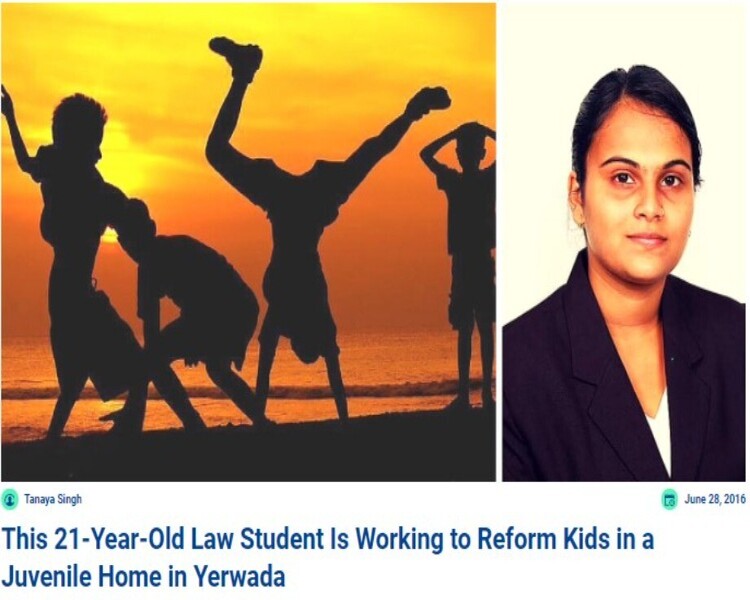 Tanaya Singh
June 28, 2016
This 21-Year-Old Law Student Is Working to Reform Kids in a
Juvenile Home in Yerwada